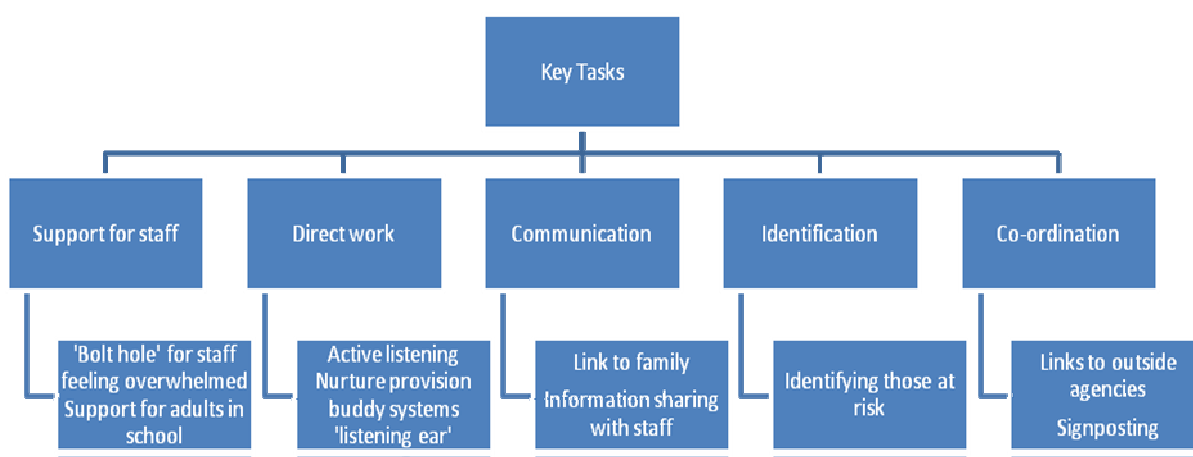 Key Tasks
Support for staff
Direct work
Communication
Identification
Co-ordination
'Bolt hole' for staff
feeling overwhelmed
Support for adults in
school
Active listening
Nurture provision
buddy systems
'listening ear'
Link to family
Information sharing
with staff
Identifying those at
risk
Links to outside
agencies
Signposting